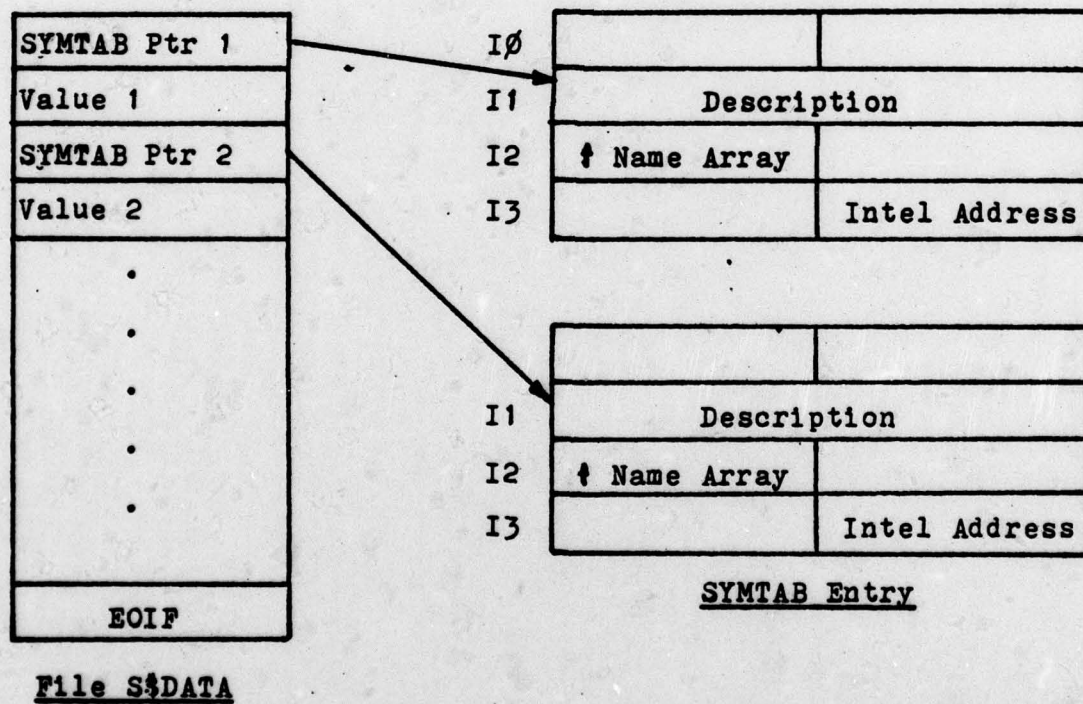 SYMTAB Ptr 1
Value 1
SYMTAB Ptr 2
Value 2
EOIF
File S$DATA
IØ
I1 Description
I2 ↑ Name Array
I3 Intel Address
I1 Description
I2 ↑ Name Array
I3 Intel Address
SYMTAB Entry